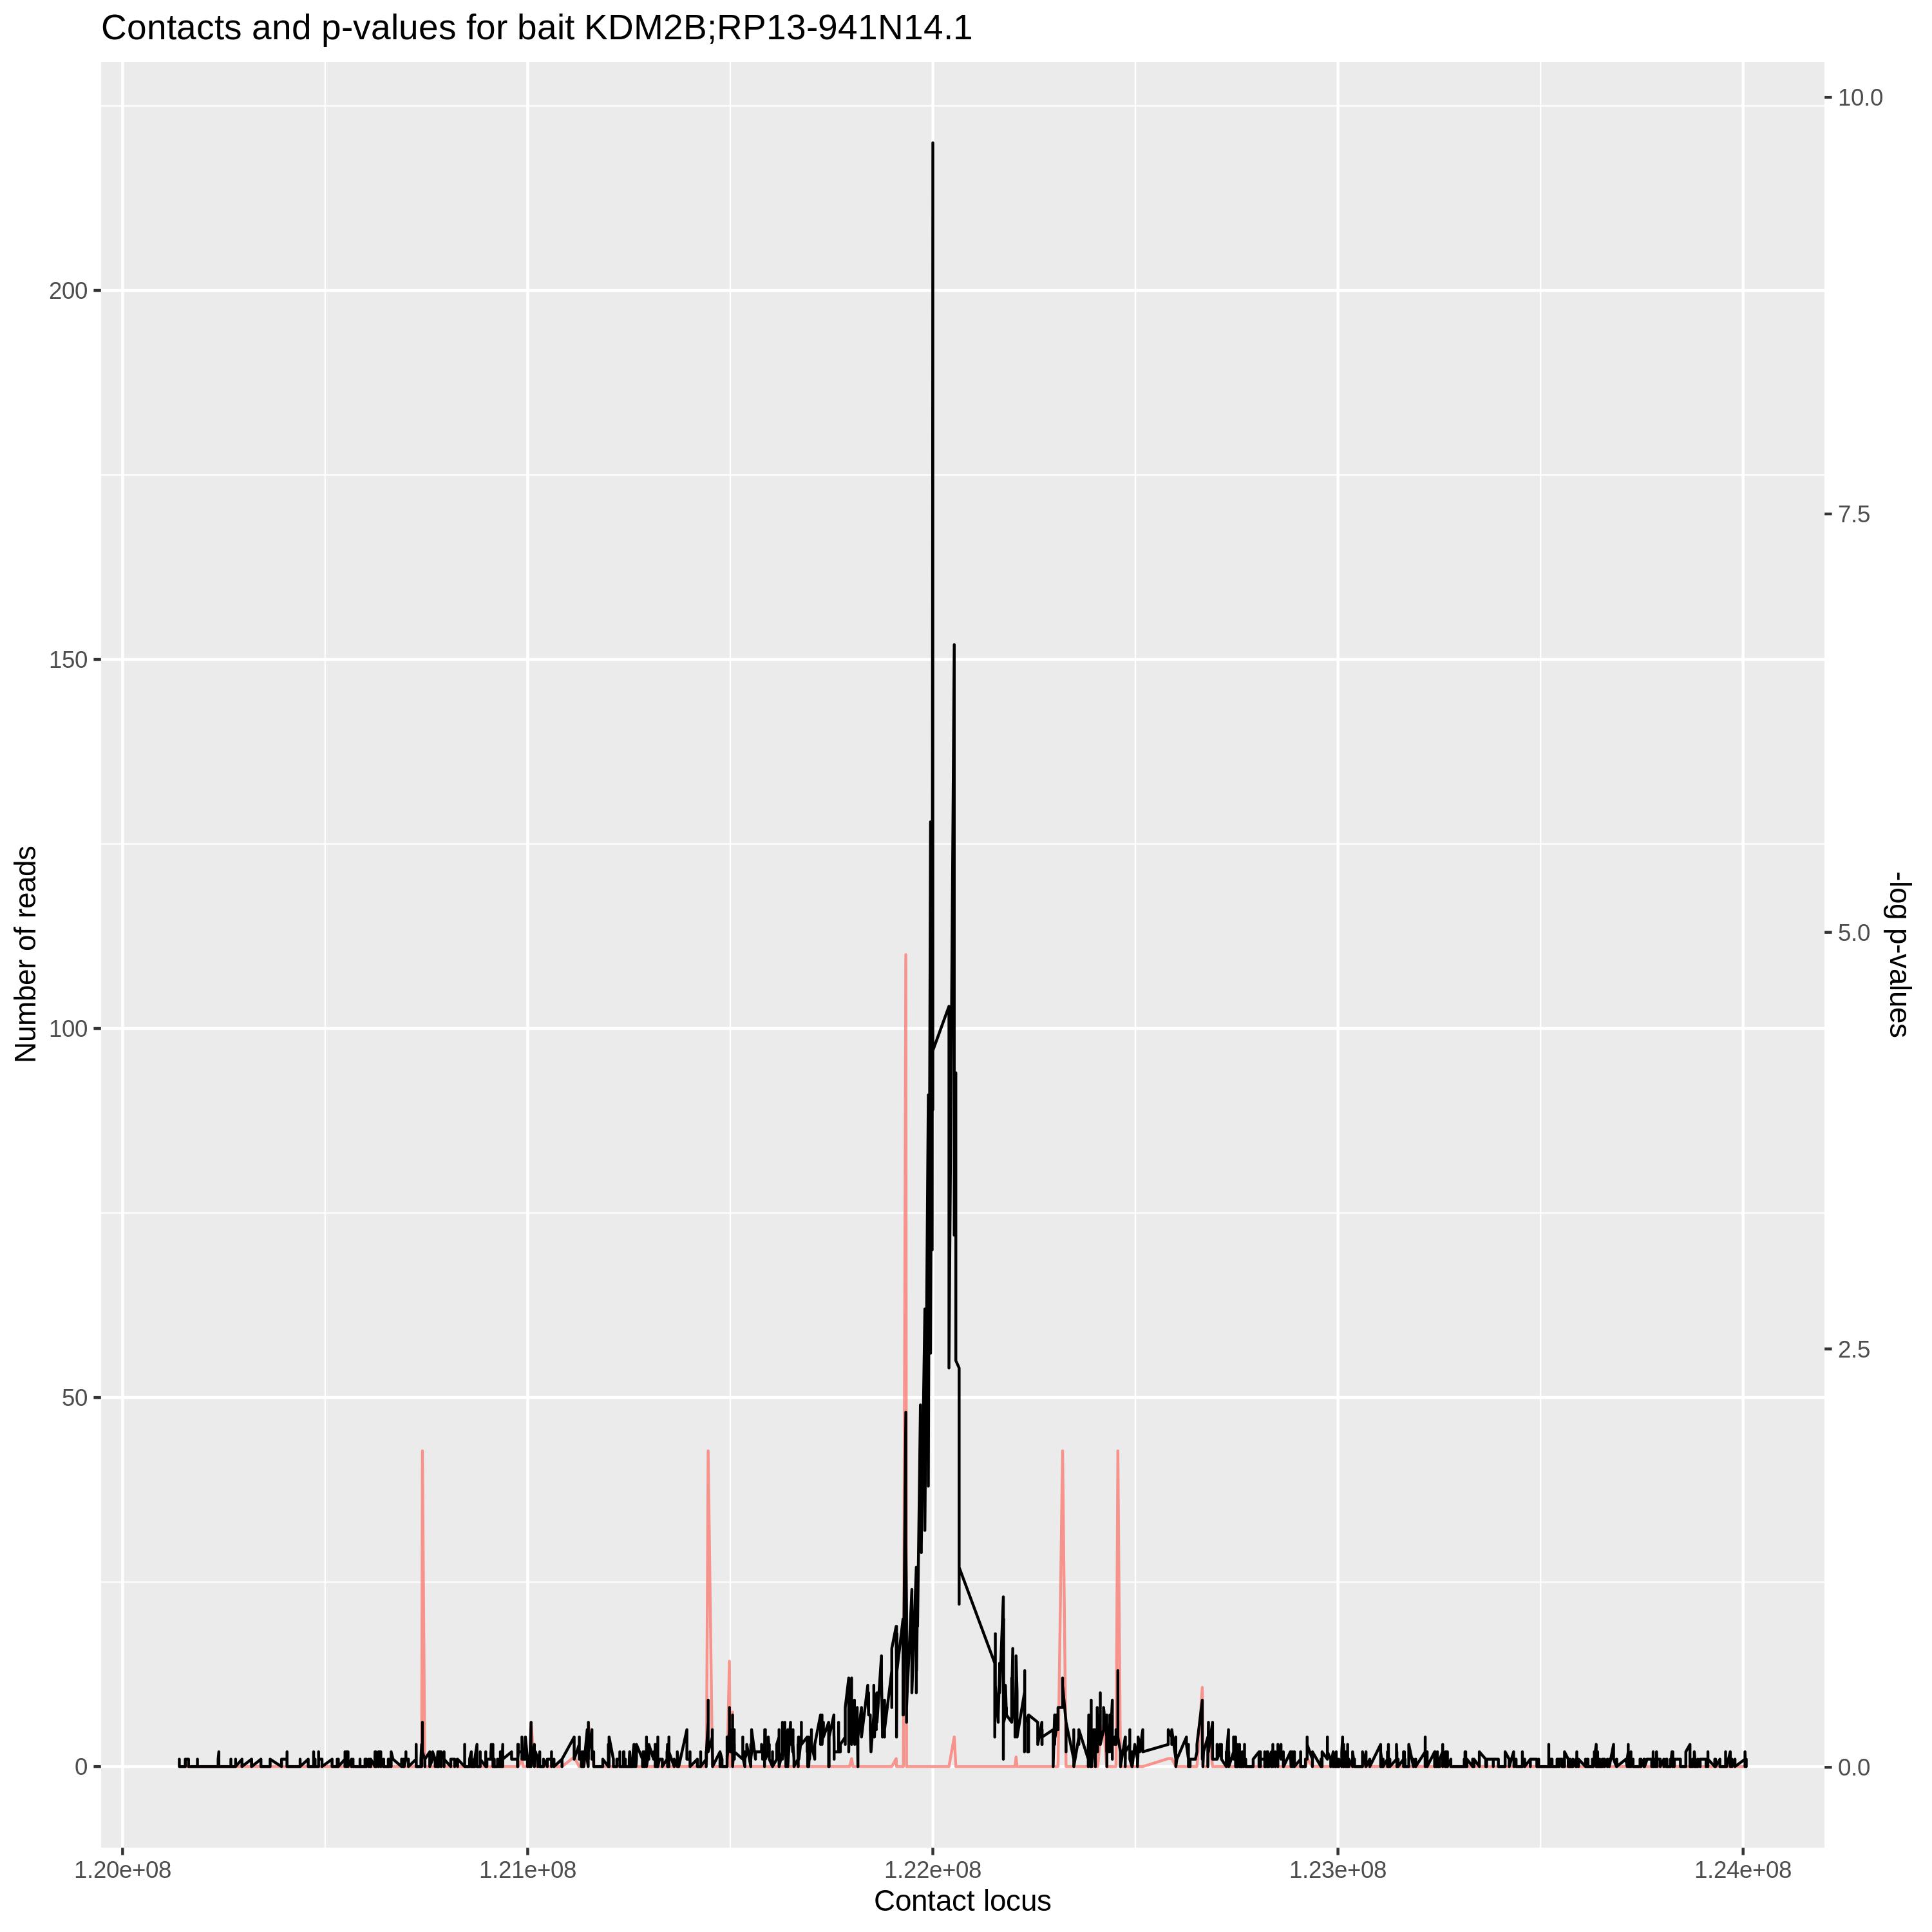 Contacts and p-values for bait KDM2B;RP13-941N14.1
Number of reads
200
150
100
50
0
10.0
7.5
5.0
2.5
0.0
-log p-values
1.20e+08 1.21e+08 1.22e+08 1.23e+08 1.24e+08
Contact locus